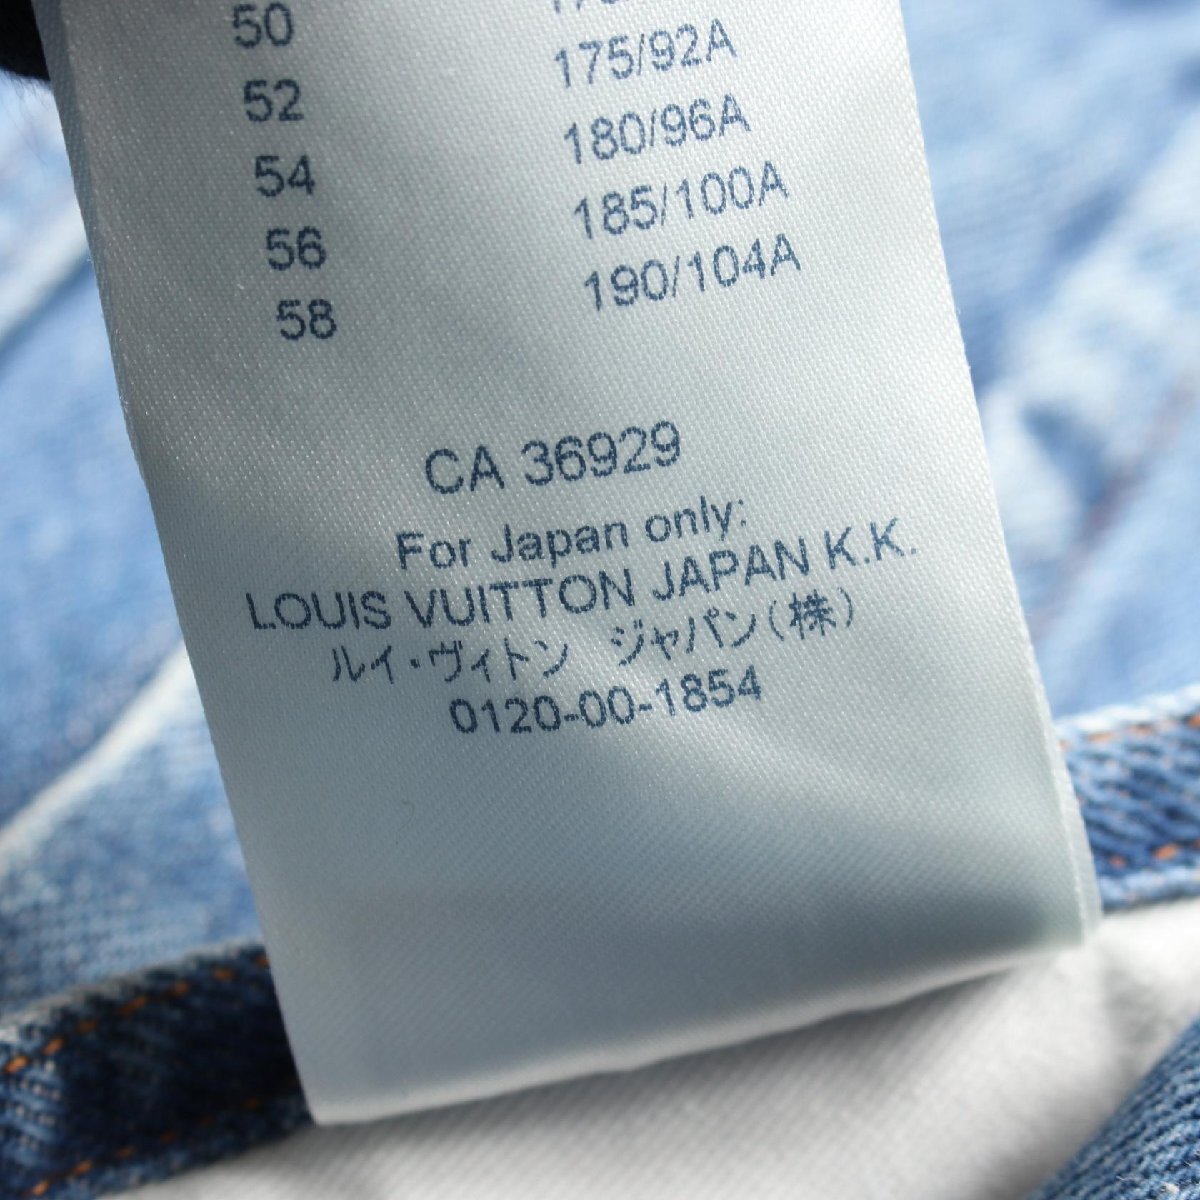 50
52 175/92A
54 180/96A
56 185/100A
58 190/104A
CA 36929
For Japan only:
LOUIS VUITTON JAPAN K.K.
ルイ・ヴィトン ジャパン(株)
0120-00-1854